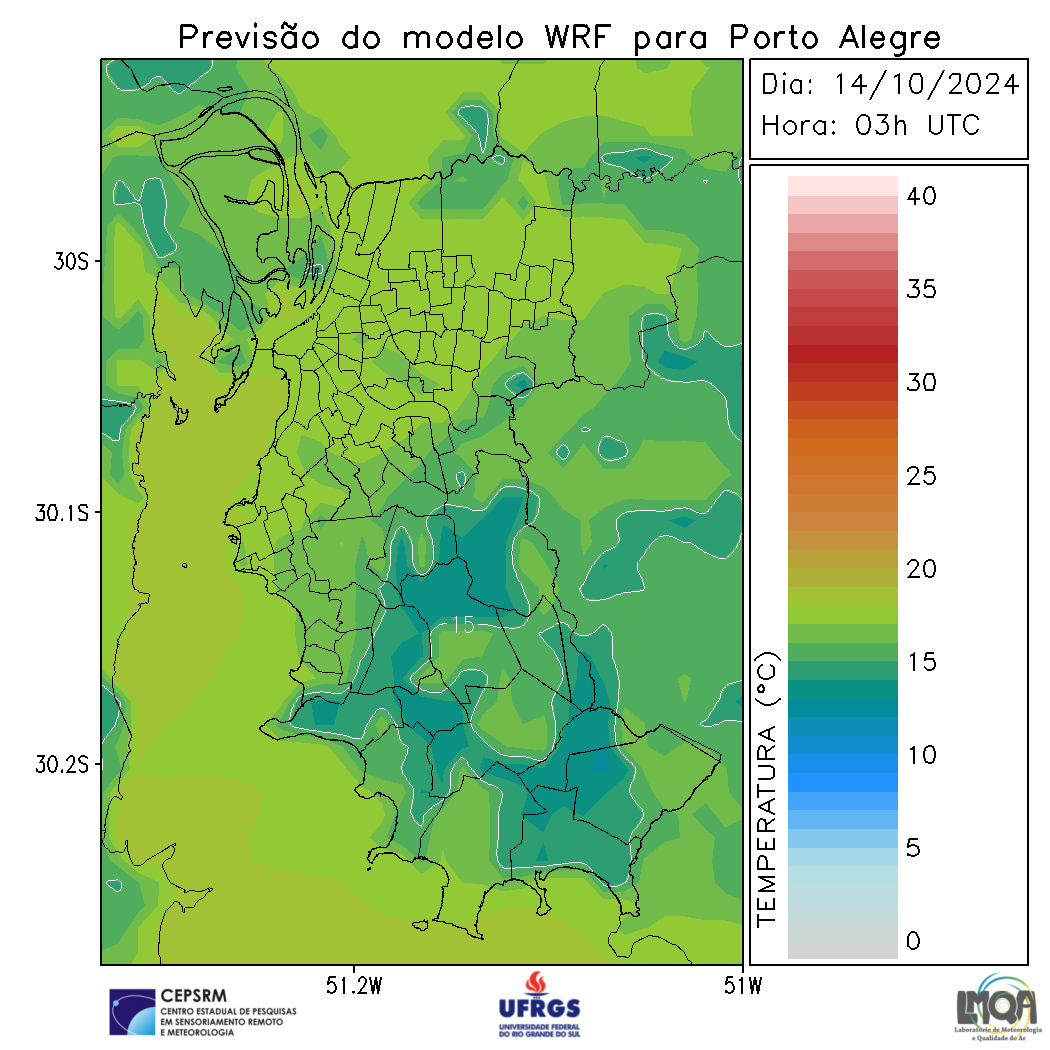 Previsão do modelo WRF para Porto Alegre
Dia: 14/10/2024
Hora: 03h UTC
40
35
30
25
20
15
10
5
0
TEMPERATURA (°C)
30S
30.1S
30.2S
15
51.2W
51W
CEPSRM
CENTRO ESTADUAL DE PESQUISAS
EM SENSORIAMENTO REMOTO
E METEOROLOGIA
UFRGS
UNIVERSIDADE FEDERAL
DO RIO GRANDE DO SUL
LMQA
Laboratório de Meteorologia
e Qualidade do Ar